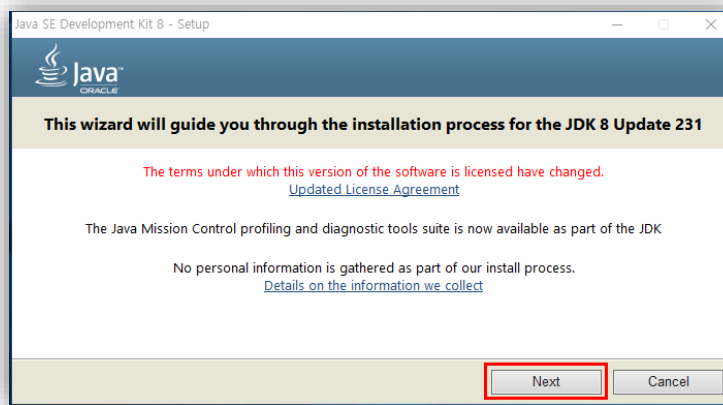 Java SE Development Kit 8 - Setup
Java™
ORACLE
This wizard will guide you through the installation process for the JDK 8 Update 231
The terms under which this version of the software is licensed have changed.
Updated License Agreement
The Java Mission Control profiling and diagnostic tools suite is now available as part of the JDK
No personal information is gathered as part of our install process.
Details on the information we collect
Next
Cancel